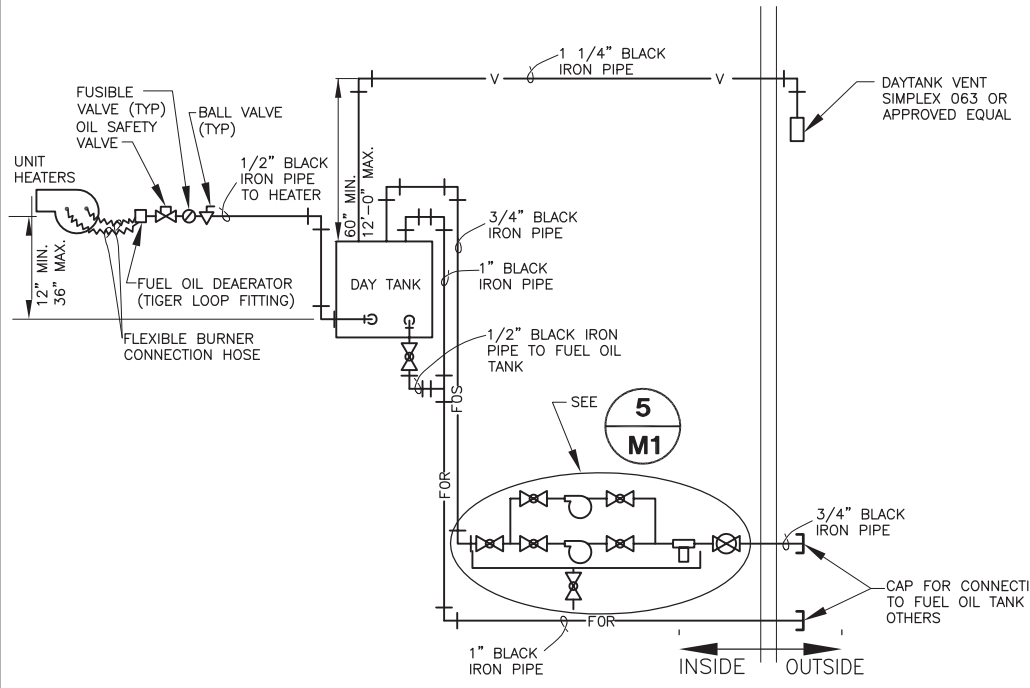 1 1/4" BLACK
IRON PIPE
V
V
DAYTANK VENT
SIMPLEX 063 OR
APPROVED EQUAL
FUSIBLE
VALVE (TYP)
OIL SAFETY
VALVE
BALL VALVE
(TYP)
UNIT
HEATERS
1/2" BLACK
IRON PIPE
TO HEATER
60" MIN.
12'-0" MAX.
3/4" BLACK
IRON PIPE
12" MIN.
36" MAX.
FUEL OIL DEAERATOR
(TIGER LOOP FITTING)
DAY TANK
1" BLACK
IRON PIPE
FLEXIBLE BURNER
CONNECTION HOSE
1/2" BLACK IRON
PIPE TO FUEL OIL
TANK
FOS
SEE
5
M1
FOR
3/4" BLACK
IRON PIPE
CAP FOR CONNECTI
TO FUEL OIL TANK
OTHERS
FOR
1" BLACK
IRON PIPE
INSIDE
OUTSIDE